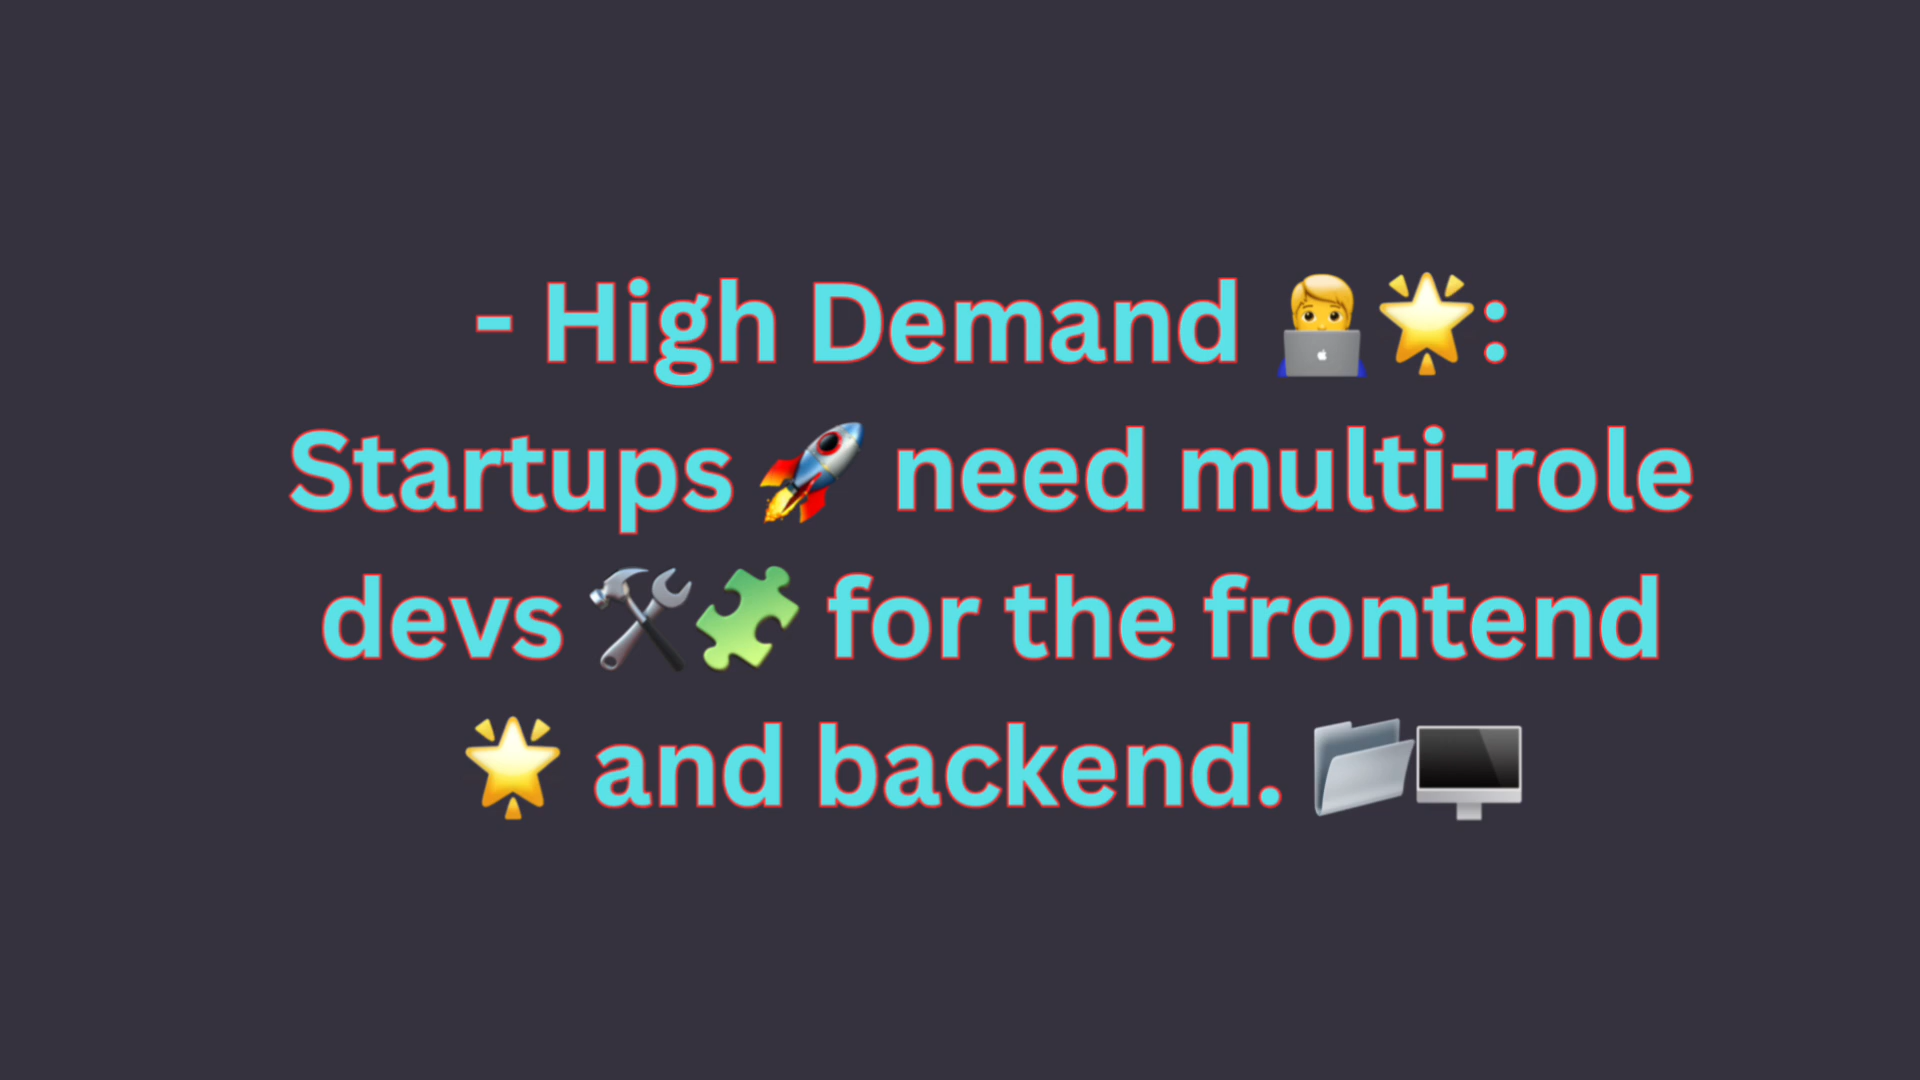 - High Demand 🧑‍💻🌟:
Startups 🚀 need multi-role
devs 🛠️🧩 for the frontend
🌟 and backend. 📂🖥️